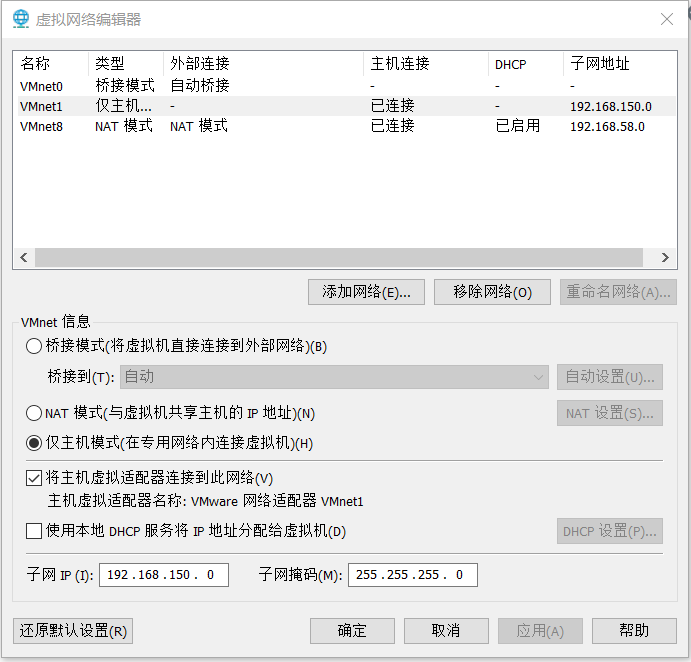 虚拟网络编辑器
名称 类型 外部连接 主机连接 DHCP 子网地址
VMnet0 桥接模式 自动桥接 - - -
VMnet1 仅主机... - 已连接 - 192.168.150.0
VMnet8 NAT 模式 NAT 模式 已连接 已启用 192.168.58.0
添加网络(E)... 移除网络(O) 重命名网络(A)...
VMnet 信息
桥接模式(将虚拟机直接连接到外部网络)(B)
桥接到(T): 自动 自动设置(U)...
NAT 模式(与虚拟机共享主机的 IP 地址)(N) NAT 设置(S)...
仅主机模式(在专用网络内连接虚拟机)(H)
将主机虚拟适配器连接到此网络(V)
主机虚拟适配器名称: VMware 网络适配器 VMnet1
使用本地 DHCP 服务将 IP 地址分配给虚拟机(D) DHCP 设置(P)...
子网 IP (I): 192.168.150. 0 子网掩码(M): 255.255.255. 0
还原默认设置(R) 确定 取消 应用(A) 帮助